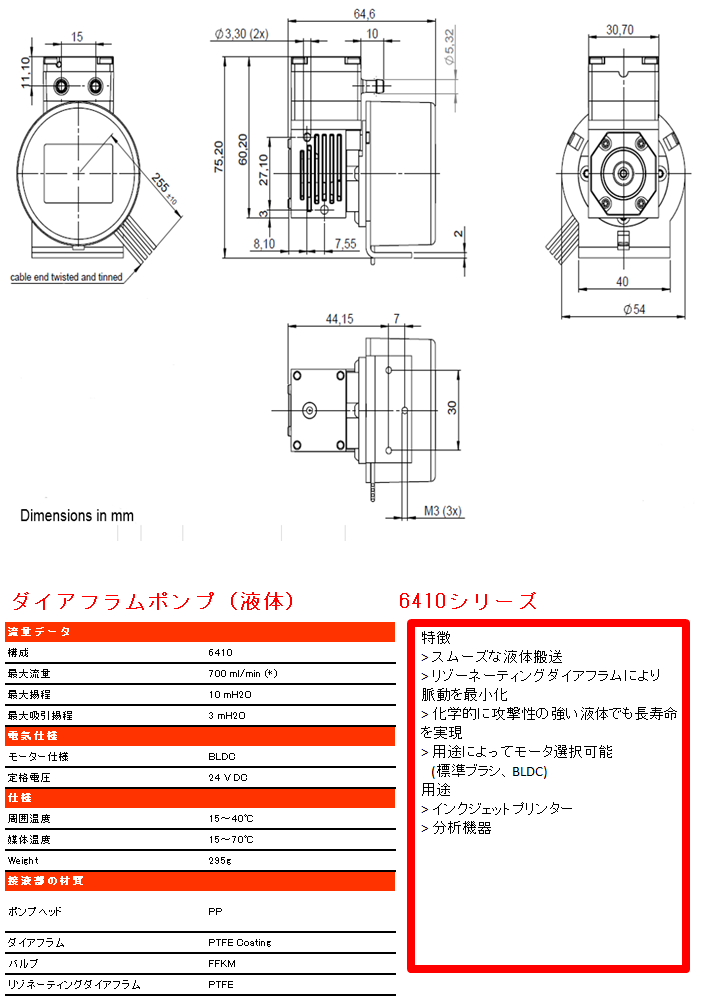 64,6
Ø3,30 (2x)
10
Ø5,32
15
11,10
75,20
60,20
27,10
3
8,10
7,55
2
255 ±10
cable end twisted and tinned
30,70
40
Ø54
44,15
7
30
M3 (3x)
Dimensions in mm
ダイアフラムポンプ（液体）
6410シリーズ
流量データ
構成 6410
最大流量 700 ml/min (*)
最大揚程 10 mH2O
最大吸引揚程 3 mH2O
電気仕様
モーター仕様 BLDC
定格電圧 24 V DC
仕様
周囲温度 15～40℃
媒体温度 15～70℃
Weight 295g
接液部の材質
ポンプヘッド PP
ダイアフラム PTFE Coating
バルブ FFKM
リゾネーティングダイアフラム PTFE
特徴
> スムーズな液体搬送
> リゾーネーティングダイアフラムにより
脈動を最小化
> 化学的に攻撃性の強い液体でも長寿命
を実現
> 用途によってモータ選択可能
(標準ブラシ、BLDC)
用途
> インクジェットプリンター
> 分析機器